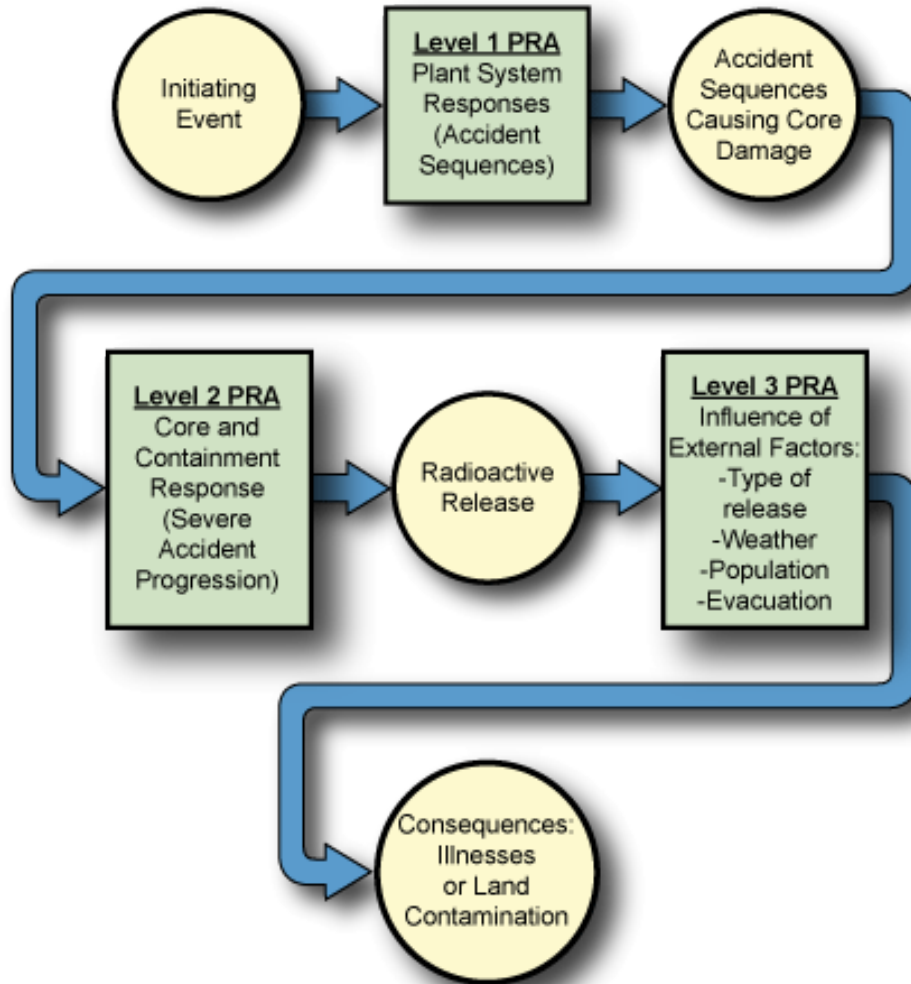 Initiating
Event
Level 1 PRA
Plant System
Responses
(Accident
Sequences)
Accident
Sequences
Causing Core
Damage
Level 2 PRA
Core and
Containment
Response
(Severe
Accident
Progression)
Radioactive
Release
Level 3 PRA
Influence of
External Factors:
-Type of
release
-Weather
-Population
-Evacuation
Consequences:
Illnesses
or Land
Contamination